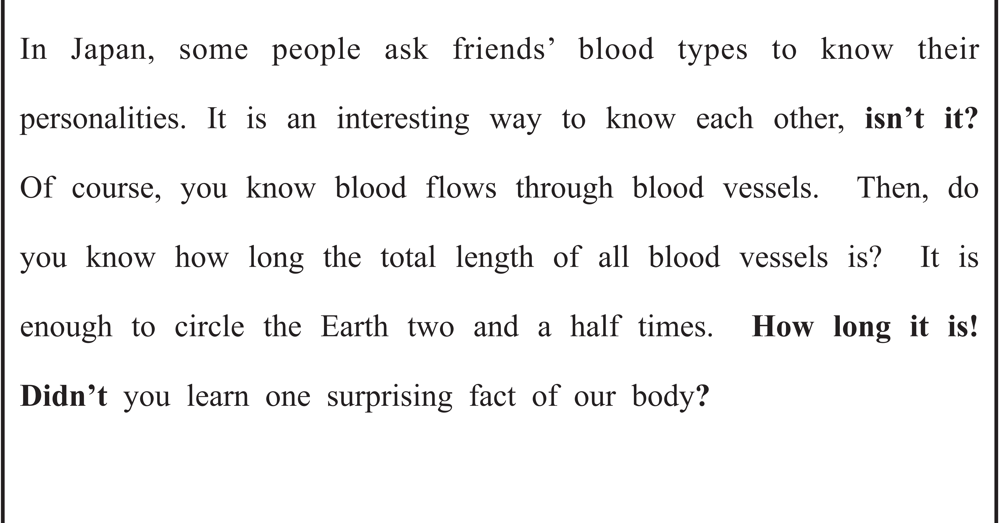 In Japan, some people ask friends’ blood types to know their
personalities. It is an interesting way to know each other, isn’t it?
Of course, you know blood flows through blood vessels. Then, do
you know how long the total length of all blood vessels is? It is
enough to circle the Earth two and a half times. How long it is!
Didn’t you learn one surprising fact of our body?